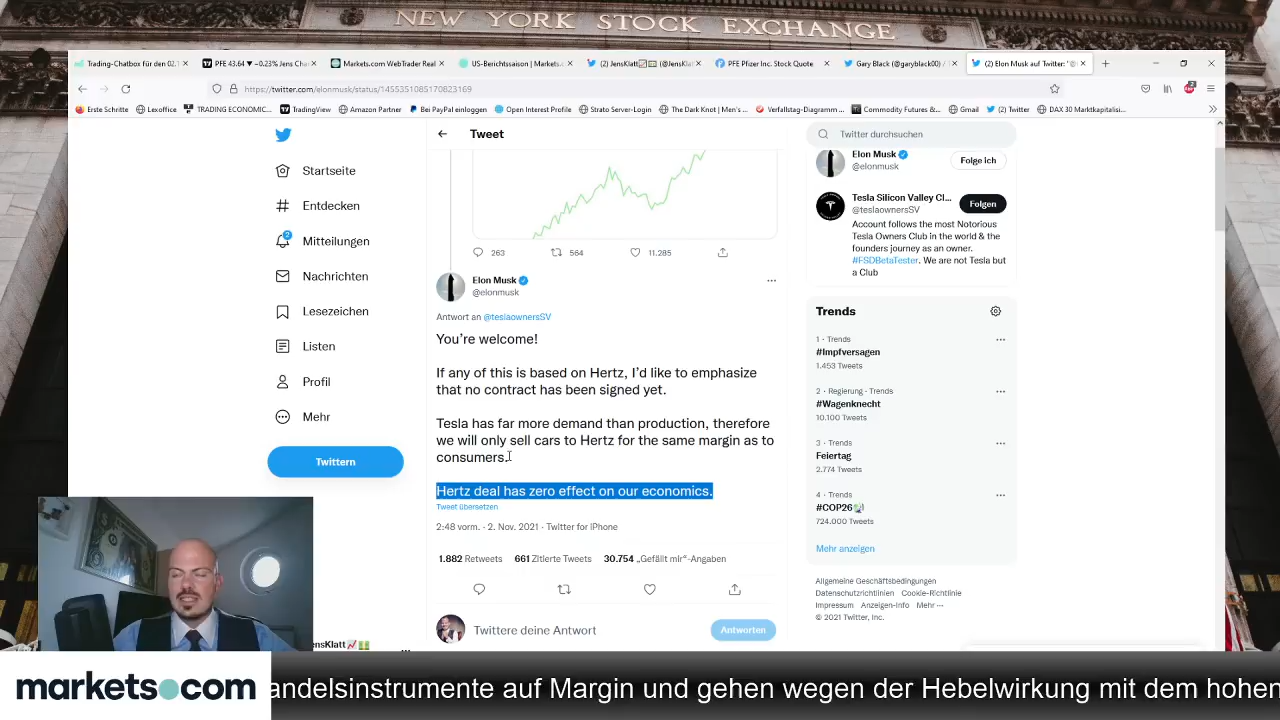 NEW YORK STOCK EXCHANGE
Trading-Chatbox für den 02.1
PFE 43.64 ▼ −0.23% Jens Cha
Markets.com WebTrader Real
US-Berichtssaison | Markets.c
(2) JensKlatt (@JensKla
PFE Pfizer Inc. Stock Quote
Gary Black (@garyblk00) / T
(2) Elon Musk auf Twitter: "@t
https://twitter.com/elonmusk/status/1455351085170823169
Erste Schritte
Lexoffice
TRADING ECONOMIC...
TradingView
Amazon Partner
Bei PayPal einloggen
Open Interest Profile
Strato Server-Login
The Dark Knot | Men's ...
Verfallstag-Diagramm ...
Commodity Futures &...
Gmail
(2) Twitter
DAX 30 Marktkapitalisi...
Startseite
Entdecken
2
Mitteilungen
Nachrichten
Lesezeichen
Listen
Profil
Mehr
Twittern
Tweet
263
564
11.285
Elon Musk
@elonmusk
Antwort an @teslaownersSV
You're welcome!
If any of this is based on Hertz, I'd like to emphasize
that no contract has been signed yet.
Tesla has far more demand than production, therefore
we will only sell cars to Hertz for the same margin as to
consumers.
Hertz deal has zero effect on our economics.
Tweet übersetzen
2:48 vorm. · 2. Nov. 2021 · Twitter for iPhone
1.882 Retweets 661 Zitierte Tweets 30.754 „Gefällt mir“-Angaben
Twittere deine Antwort
Antworten
Twitter durchsuchen
Elon Musk
@elonmusk
Folge ich
Tesla Silicon Valley Cl...
@teslaownersSV
Folgen
Account follows the most Notorious
Tesla Owners Club in the world & the
founders journey as an owner.
#FSDBetaTester. We are not Tesla but
a Club
Trends
1 · Trends
#Impfversagen
1.453 Tweets
2 · Regierung · Trends
#Wagenknecht
10.100 Tweets
3 · Trends
Feiertag
2.774 Tweets
4 · Trends
#COP26
724.000 Tweets
Mehr anzeigen
Allgemeine Geschäftsbedingungen
Datenschutzrichtlinien Cookie-Richtlinie
Impressum Anzeigen-Info Mehr ···
© 2021 Twitter, Inc.
JensKlatt
markets.com
andelsinstrumente auf Margin und gehen wegen der Hebelwirkung mit dem hohen